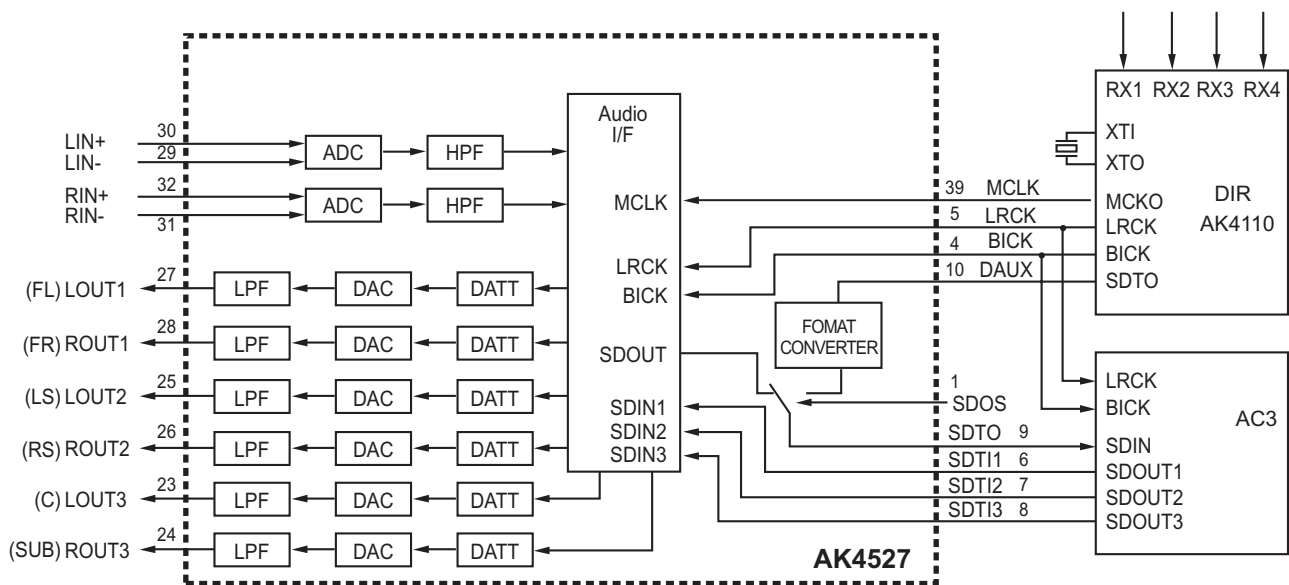 RX1 RX2 RX3 RX4
XTI
XTO
DIR
AK4110
MCKO
LRCK
BICK
SDTO
Audio
I/F
MCLK
LRCK
BICK
SDOUT
SDIN1
SDIN2
SDIN3
LIN+ 30
LIN- 29
ADC HPF
RIN+ 32
RIN- 31
ADC HPF
39 MCLK
5 LRCK
4 BICK
10 DAUX
FOMAT
CONVERTER
1
SDOS
SDTO 9
SDTI1 6
SDTI2 7
SDTI3 8
LRCK
BICK
AC3
SDIN
SDOUT1
SDOUT2
SDOUT3
(FL) LOUT1 27 LPF DAC DATT
(FR) ROUT1 28 LPF DAC DATT
(LS) LOUT2 25 LPF DAC DATT
(RS) ROUT2 26 LPF DAC DATT
(C) LOUT3 23 LPF DAC DATT
(SUB) ROUT3 24 LPF DAC DATT
AK4527